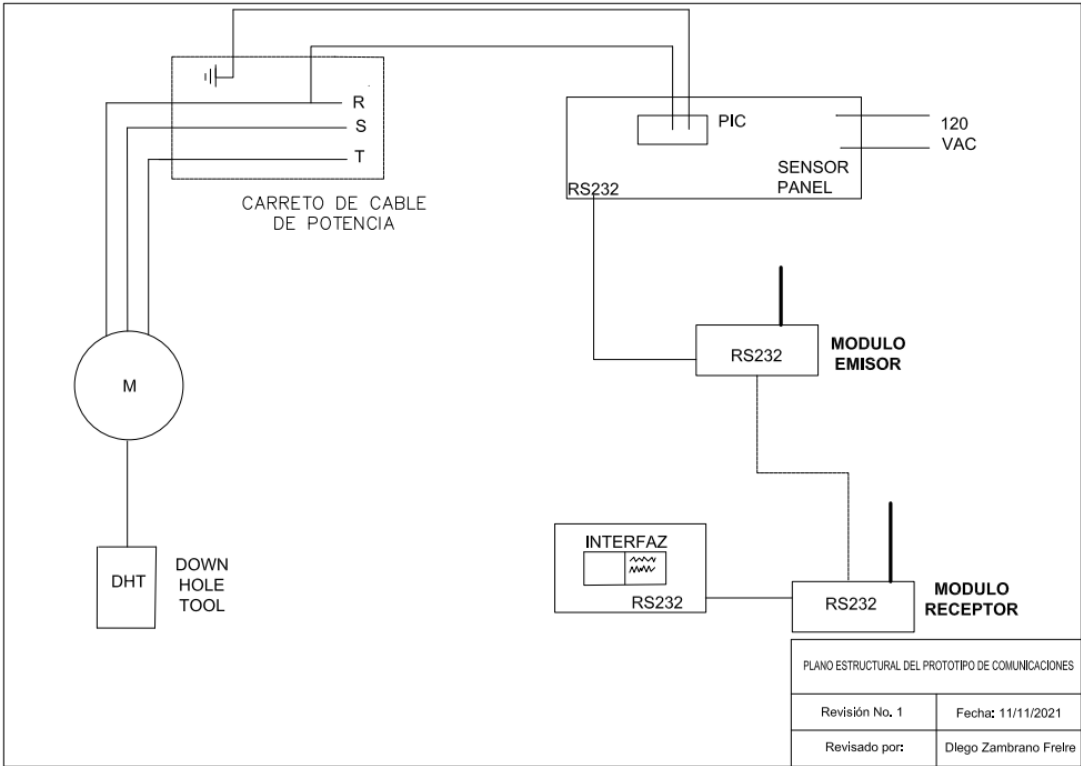 R
S
T
CARRETO DE CABLE
DE POTENCIA
PIC
120
VAC
SENSOR
PANEL
RS232
RS232
MODULO
EMISOR
M
DHT
DOWN
HOLE
TOOL
INTERFAZ
RS232
RS232
MODULO
RECEPTOR
PLANO ESTRUCTURAL DEL PROTOTIPO DE COMUNICACIONES
Revisión No. 1
Fecha: 11/11/2021
Revisado por:
DIego Zambrano FreIre